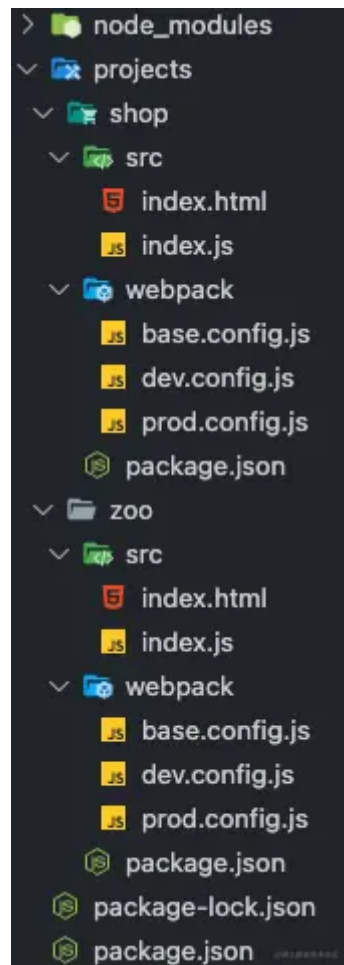 node_modules
projects
shop
src
index.html
index.js
webpack
base.config.js
dev.config.js
prod.config.js
package.json
zoo
src
index.html
index.js
webpack
base.config.js
dev.config.js
prod.config.js
package.json
package-lock.json
package.json